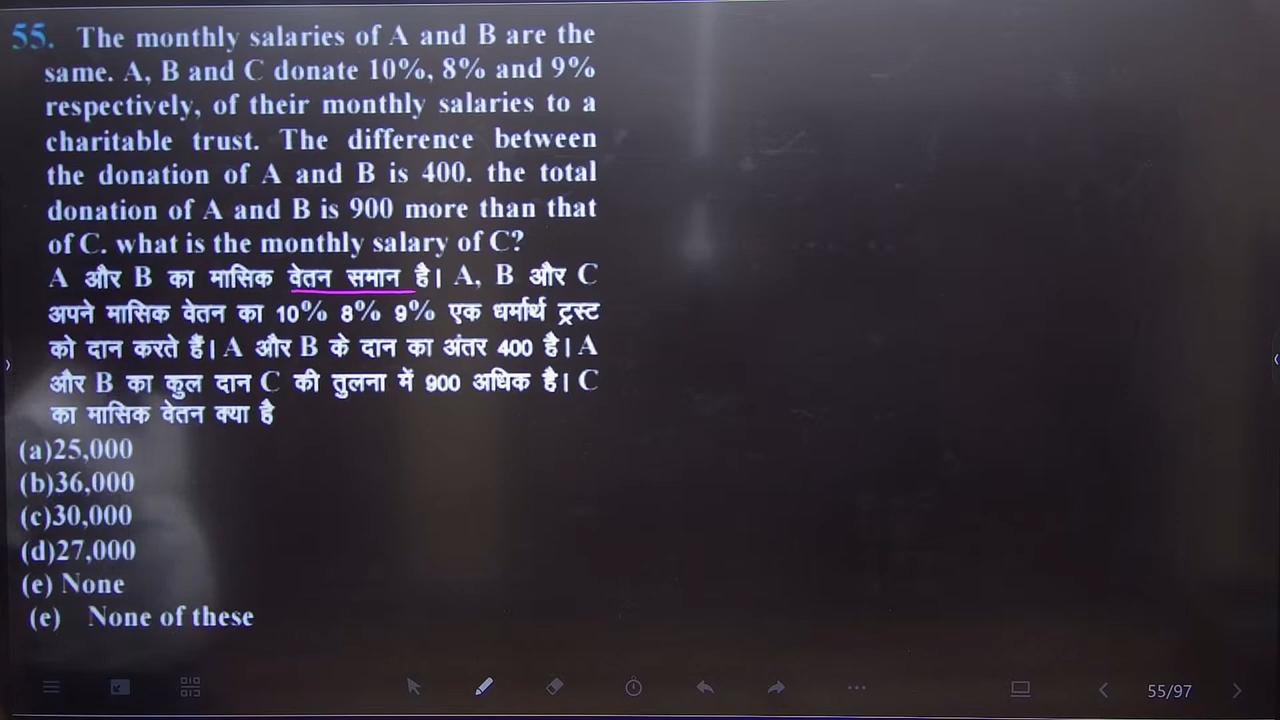 55. The monthly salaries of A and B are the
same. A, B and C donate 10%, 8% and 9%
respectively, of their monthly salaries to a
charitable trust. The difference between
the donation of A and B is 400. the total
donation of A and B is 900 more than that
of C. what is the monthly salary of C?
A और B का मासिक वेतन समान है। A, B और C
अपने मासिक वेतन का 10% 8% 9% एक धर्मार्थ ट्रस्ट
को दान करते हैं। A और B के दान का अंतर 400 है। A
और B का कुल दान C की तुलना में 900 अधिक है। C
का मासिक वेतन क्या है
(a)25,000
(b)36,000
(c)30,000
(d)27,000
(e) None
(e) None of these
55/97